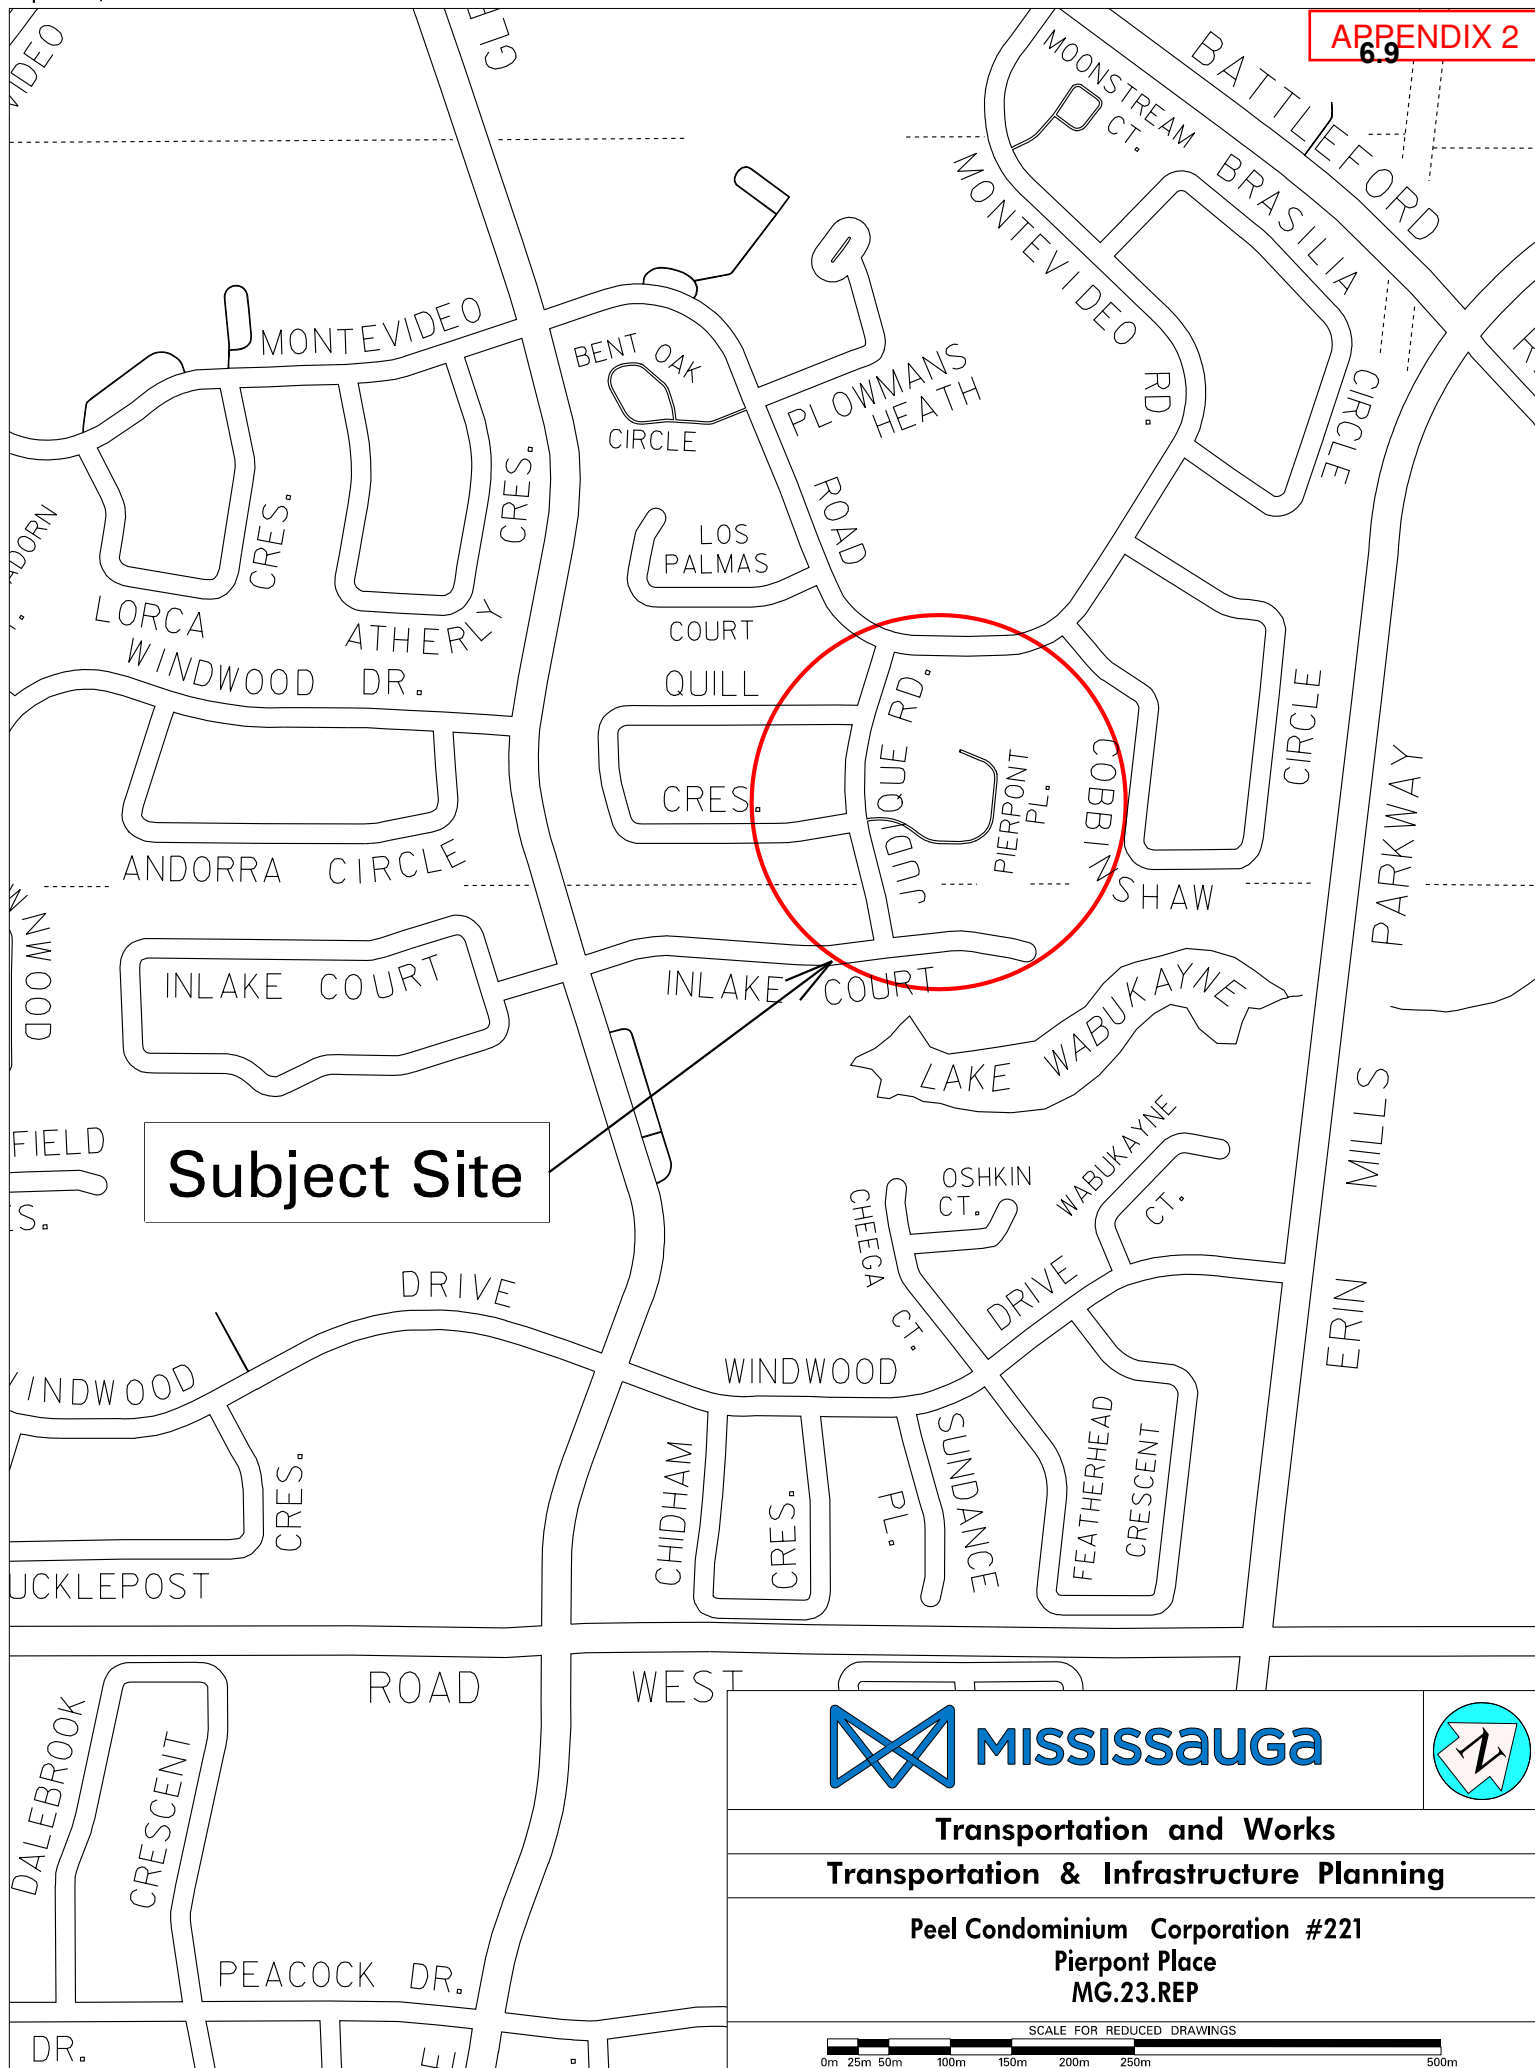 APPENDIX 2
6.9
BATTLEFORD
MOONSTREAM
CT.
BRASILIA
CIRCLE
MONTEVIDEO
RD.
MONTEVIDEO
BENT OAK
CIRCLE
PLOWMANS
HEATH
ROAD
CRES.
CRES.
LORCA
ATHERLY
WINDWOOD DR.
LOS
PALMAS
COURT
QUILL
CRES.
JUDIQUE RD.
PIERPONT
PL.
COBBINSHAW
CIRCLE
PARKWAY
MILLS
ERIN
ANDORRA CIRCLE
INLAKE COURT
INLAKE COURT
LAKE WABUKAYNE
NWOOD
FIELD
Subject Site
OSHKIN
CT.
WABUKAYNE
CT.
CHEEGA CT.
DRIVE
DRIVE
WINDWOOD
INDWOOD
CRES.
UCKLEPOST
CHIDHAM
CRES.
PL.
SUNDANCE
FEATHERHEAD
CRESCENT
ROAD WEST
DALEBROOK
CRESCENT
PEACOCK DR.
DR.
MISSISSauGa
N
Transportation and Works
Transportation & Infrastructure Planning
Peel Condominium Corporation #221
Pierpont Place
MG.23.REP
SCALE FOR REDUCED DRAWINGS
0m 25m 50m 100m 150m 200m 250m 500m